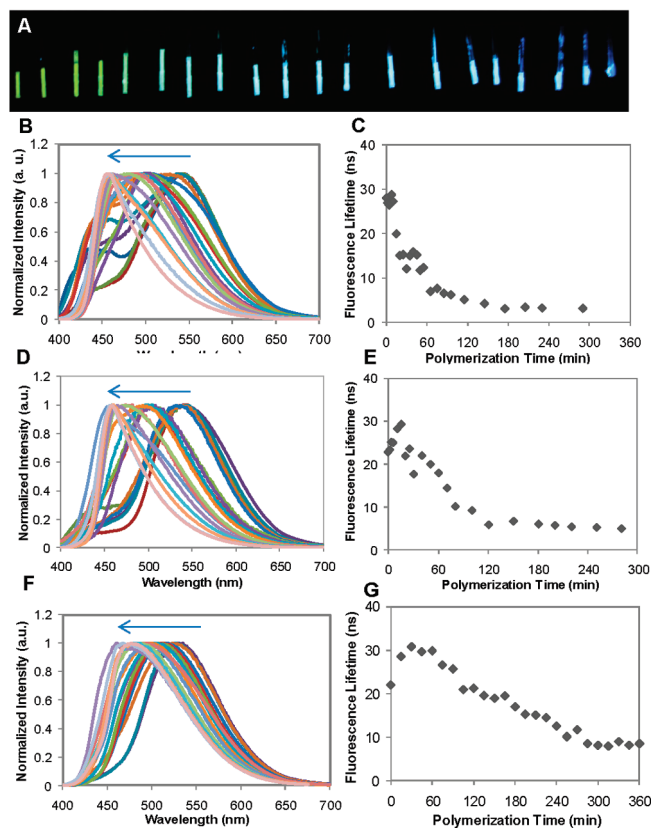 A
B
1.2
1
0.8
0.6
0.4
0.2
0
400 450 500 550 600 650 700
Normalized Intensity (a. u.)
C
40
30
20
10
0
0 60 120 180 240 300 360
Fluorescence Lifetime (ns)
Polymerization Time (min)
D
1.2
1
0.8
0.6
0.4
0.2
0
400 450 500 550 600 650 700
Normalized Intensity (a.u.)
Wavelength (nm)
E
40
30
20
10
0
0 60 120 180 240 300
Fluorescence Lifetime (ns)
Polymerization Time (min)
F
1.2
1
0.8
0.6
0.4
0.2
0
400 450 500 550 600 650 700
Normalized Intensity (a.u.)
Wavelength (nm)
G
40
30
20
10
0
0 60 120 180 240 300 360
Fluorescence Lifetime (ns)
Polymerization Time (min)